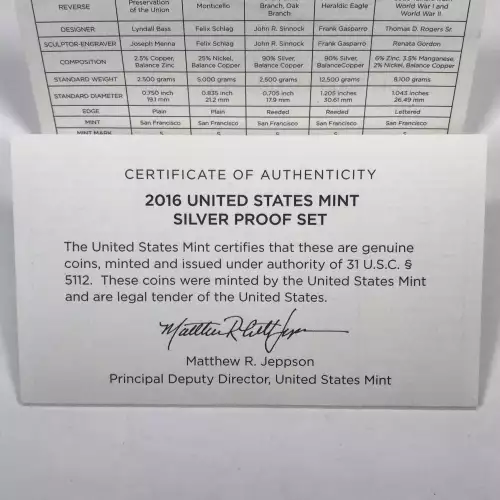 REVERSE Preservation of the Union Monticello Branch, Oak Branch Heraldic Eagle World War I and World War II
DESIGNER Lyndall Bass Felix Schlag John R. Sinnock Frank Gasparro Thomas D. Rogers Sr.
SCULPTOR-ENGRAVER Joseph Menna Felix Schlag John R. Sinnock Frank Gasparro Renata Gordon
COMPOSITION 2.5% Copper, Balance Zinc 25% Nickel, Balance Copper 90% Silver, Balance Copper 90% Silver, BalanceCopper 6% Zinc, 3.5% Manganese, 2% Nickel, Balance Copper
STANDARD WEIGHT 2.500 grams 5.000 grams 2.500 grams 12.500 grams 8.100 grams
STANDARD DIAMETER 0.750 inch 19.1 mm 0.835 inch 21.2 mm 0.705 inch 17.9 mm 1.205 inches 30.61 mm 1.043 inches 26.49 mm
EDGE Plain Plain Reeded Reeded Lettered
MINT San Francisco San Francisco San Francisco San Francisco San Francisco
MINT MARK S S S S S
CERTIFICATE OF AUTHENTICITY
2016 UNITED STATES MINT
SILVER PROOF SET
The United States Mint certifies that these are genuine
coins, minted and issued under authority of 31 U.S.C. §
5112. These coins were minted by the United States Mint
and are legal tender of the United States.
Matthew R. Jeppson
Principal Deputy Director, United States Mint